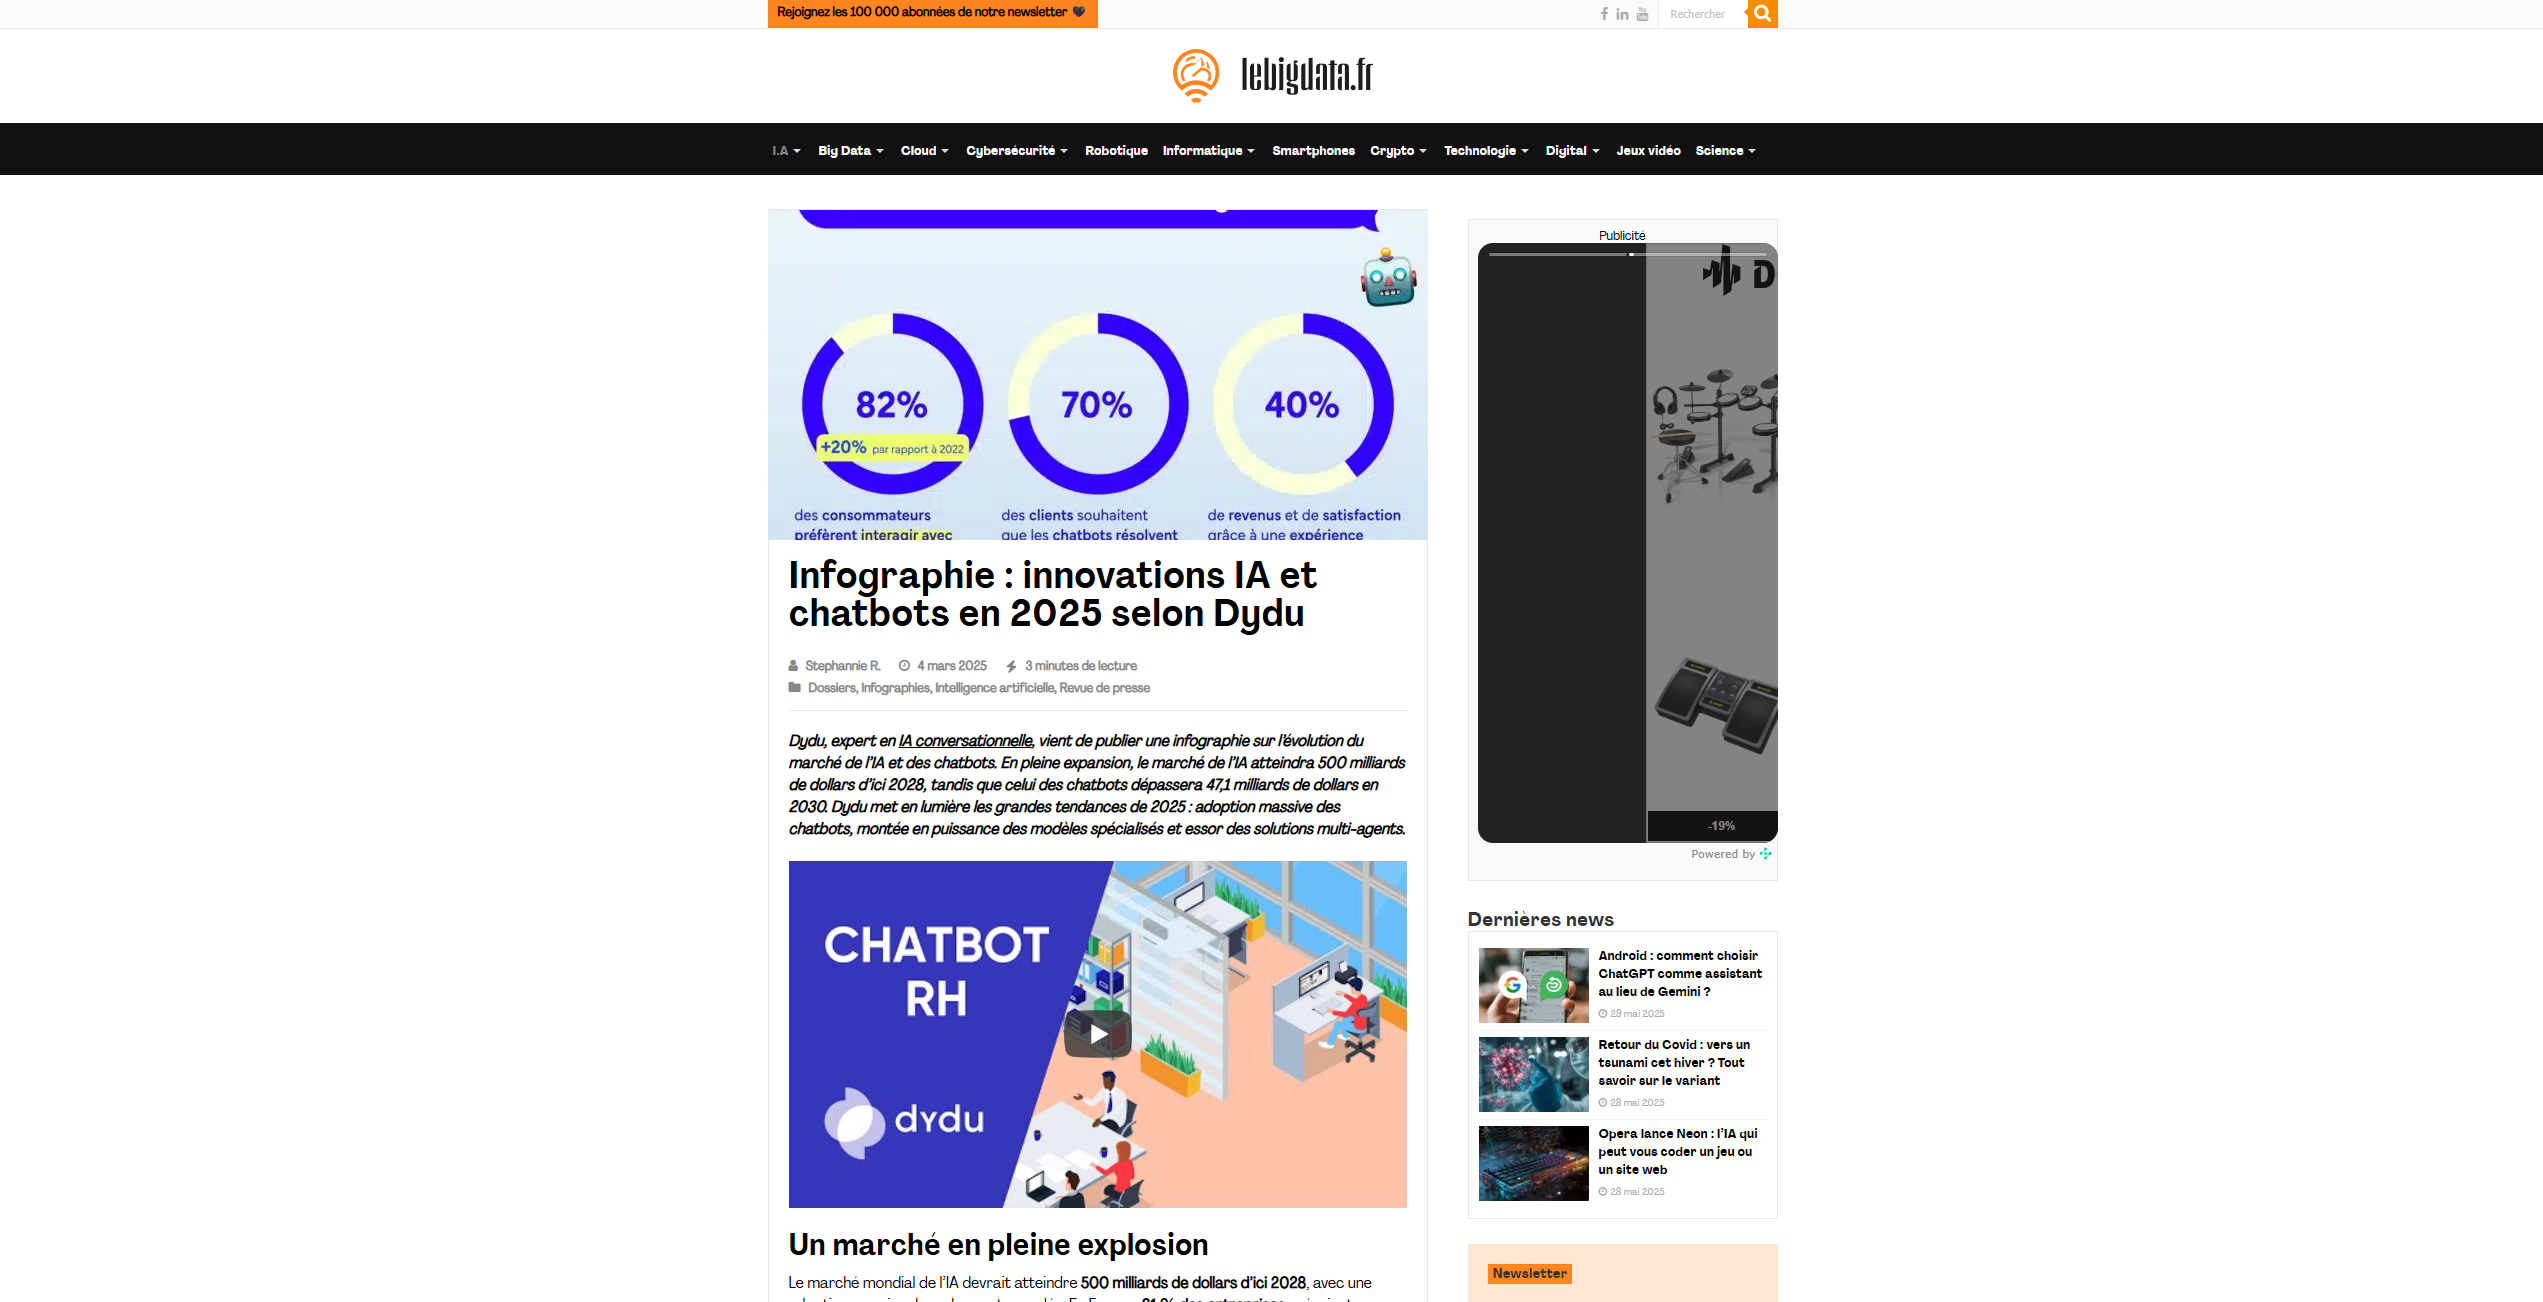 Rejoignez les 100 000 abonnées de notre newsletter
Rechercher
lebigdata.fr
I.A
Big Data
Cloud
Cybersécurité
Robotique
Informatique
Smartphones
Crypto
Technologie
Digital
Jeux vidéo
Science
82%
+20% par rapport à 2022
des consommateurs
préfèrent interagir avec
70%
des clients souhaitent
que les chatbots résolvent
40%
de revenus et de satisfaction
grâce à une expérience
Infographie : innovations IA et
chatbots en 2025 selon Dydu
Stephannie R. 4 mars 2025 3 minutes de lecture
Dossiers, Infographies, Intelligence artificielle, Revue de presse
Dydu, expert en IA conversationnelle, vient de publier une infographie sur l'évolution du
marché de l'IA et des chatbots. En pleine expansion, le marché de l'IA atteindra 500 milliards
de dollars d'ici 2028, tandis que celui des chatbots dépassera 47,1 milliards de dollars en
2030. Dydu met en lumière les grandes tendances de 2025 : adoption massive des
chatbots, montée en puissance des modèles spécialisés et essor des solutions multi-agents.
CHATBOT
RH
dydu
Un marché en pleine explosion
Le marché mondial de l'IA devrait atteindre 500 milliards de dollars d'ici 2028, avec une
Publicité
D
-19%
Powered by
Dernières news
Android : comment choisir
ChatGPT comme assistant
au lieu de Gemini ?
29 mai 2025
Retour du Covid : vers un
tsunami cet hiver ? Tout
savoir sur le variant
28 mai 2025
Opera lance Neon : l'IA qui
peut vous coder un jeu ou
un site web
28 mai 2025
Newsletter